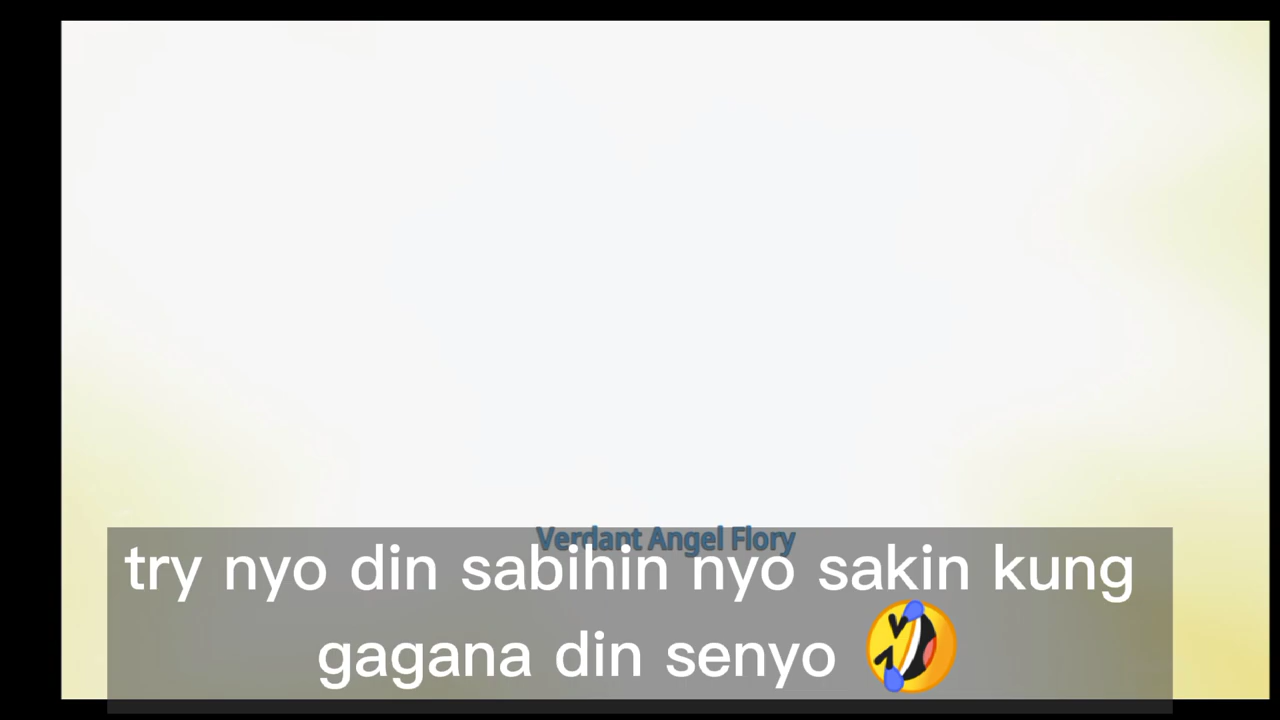 Verdant Angel Flory
try nyo din sabihin nyo sakin kung
gagana din senyo 🤣